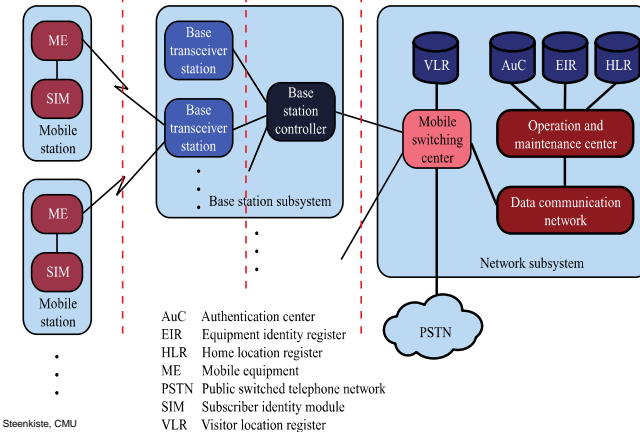 ME
SIM
Mobile
station
ME
SIM
Mobile
station
Base
transceiver
station
Base
transceiver
station
Base
station
controller
Base station subsystem
VLR
AuC
EIR
HLR
Mobile
switching
center
Operation and
maintenance center
Data communication
network
Network subsystem
PSTN
AuC Authentication center
EIR Equipment identity register
HLR Home location register
ME Mobile equipment
PSTN Public switched telephone network
SIM Subscriber identity module
VLR Visitor location register
Steenkiste, CMU